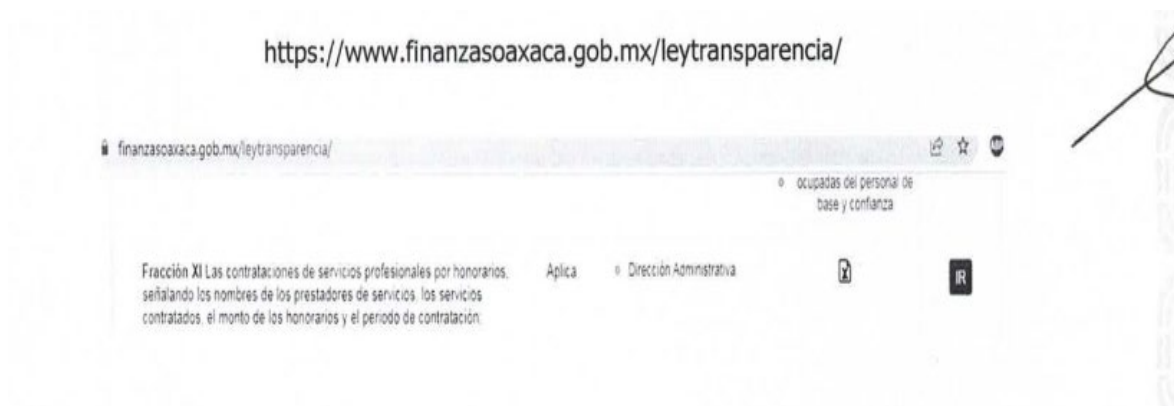 https://www.finanzasoaxaca.gob.mx/leytransparencia/
finanzasoaxaca.gob.mx/leytransparencia/
ocupadas del personal de
base y confianza
Fracción XI Las contrataciones de servicios profesionales por honorarios,
señalando los nombres de los prestadores de servicios, los servicios
contratados, el monto de los honorarios y el periodo de contratación;
Aplica
Dirección Administrativa
IR